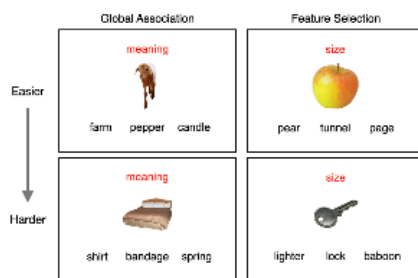 Global Association Feature Selection
meaning size
Easier
farm pepper candle pear tunnel page
meaning size
Harder
shirt bandage spring lighter lock baboon